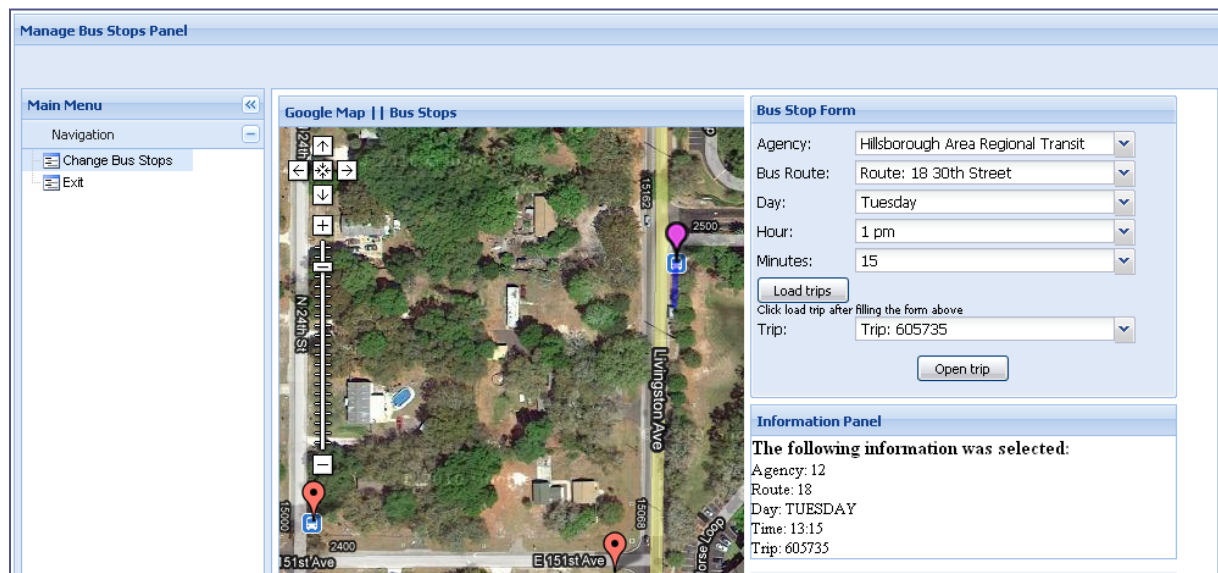 Manage Bus Stops Panel
Main Menu
Navigation
Change Bus Stops
Exit
Google Map || Bus Stops
N 24th St
15162
2500
N 24th St
Livingston Ave
15000
15068
2400
151st Ave
E 151st Ave
orse Loop
Bus Stop Form
Agency: Hillsborough Area Regional Transit
Bus Route: Route: 18 30th Street
Day: Tuesday
Hour: 1 pm
Minutes: 15
Load trips
Click load trip after filling the form above
Trip: Trip: 605735
Open trip
Information Panel
The following information was selected:
Agency: 12
Route: 18
Day: TUESDAY
Time: 13:15
Trip: 605735